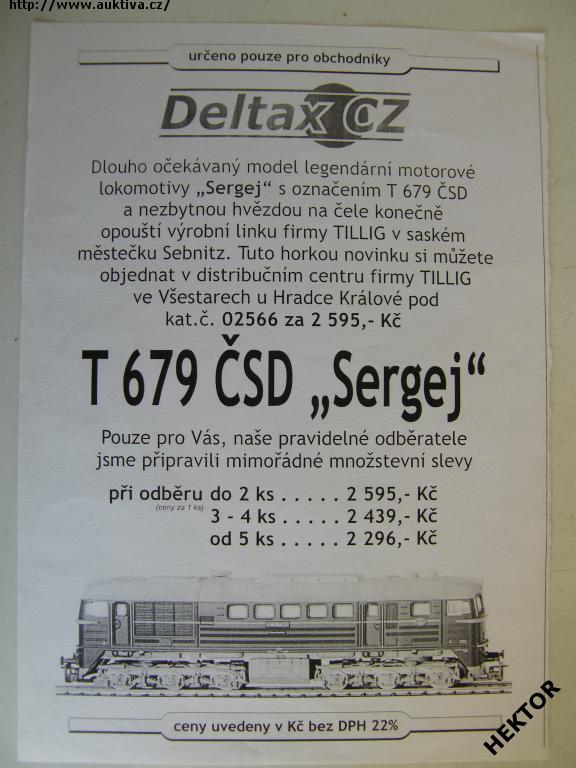 http://www.auktiva.cz/
určeno pouze pro obchodníky
Deltax CZ
Dlouho očekávaný model legendární motorové
lokomotivy „Sergej“ s označením T 679 ČSD
a nezbytnou hvězdou na čele konečně
opouští výrobní linku firmy TILLIG v saském
městečku Sebnitz. Tuto horkou novinku si můžete
objednat v distribučním centru firmy TILLIG
ve Všestarech u Hradce Králové pod
kat.č. 02566 za 2 595,- Kč
T 679 ČSD „Sergej“
Pouze pro Vás, naše pravidelné odběratele
jsme připravili mimořádné množstevní slevy
při odběru do 2 ks . . . . . 2 595,- Kč
(ceny za 1 ks)
3 - 4 ks . . . . . 2 439,- Kč
od 5 ks . . . . . 2 296,- Kč
ceny uvedeny v Kč bez DPH 22%
HEKTOR